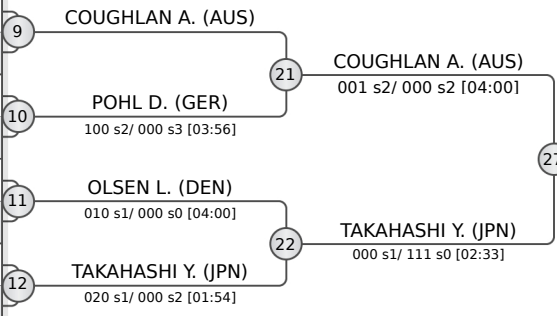 COUGHLAN A. (AUS)
9
21
COUGHLAN A. (AUS)
001 s2/ 000 s2 [04:00]
POHL D. (GER)
10
100 s2/ 000 s3 [03:56]
27
OLSEN L. (DEN)
11
010 s1/ 000 s0 [04:00]
22
TAKAHASHI Y. (JPN)
000 s1/ 111 s0 [02:33]
TAKAHASHI Y. (JPN)
12
020 s1/ 000 s2 [01:54]